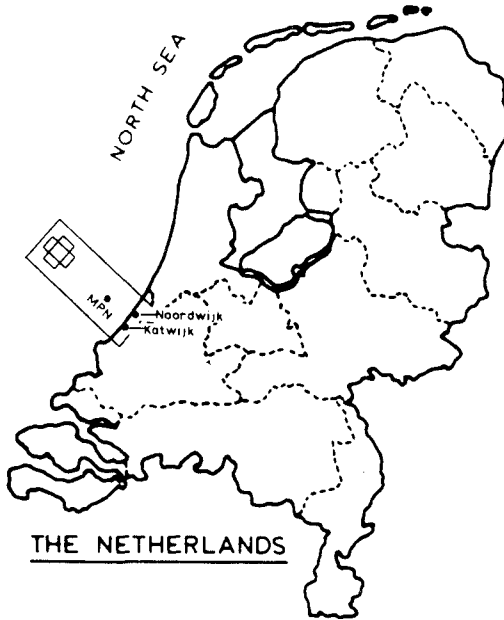 NORTH SEA
MPN
Noordwijk
Katwijk
THE NETHERLANDS